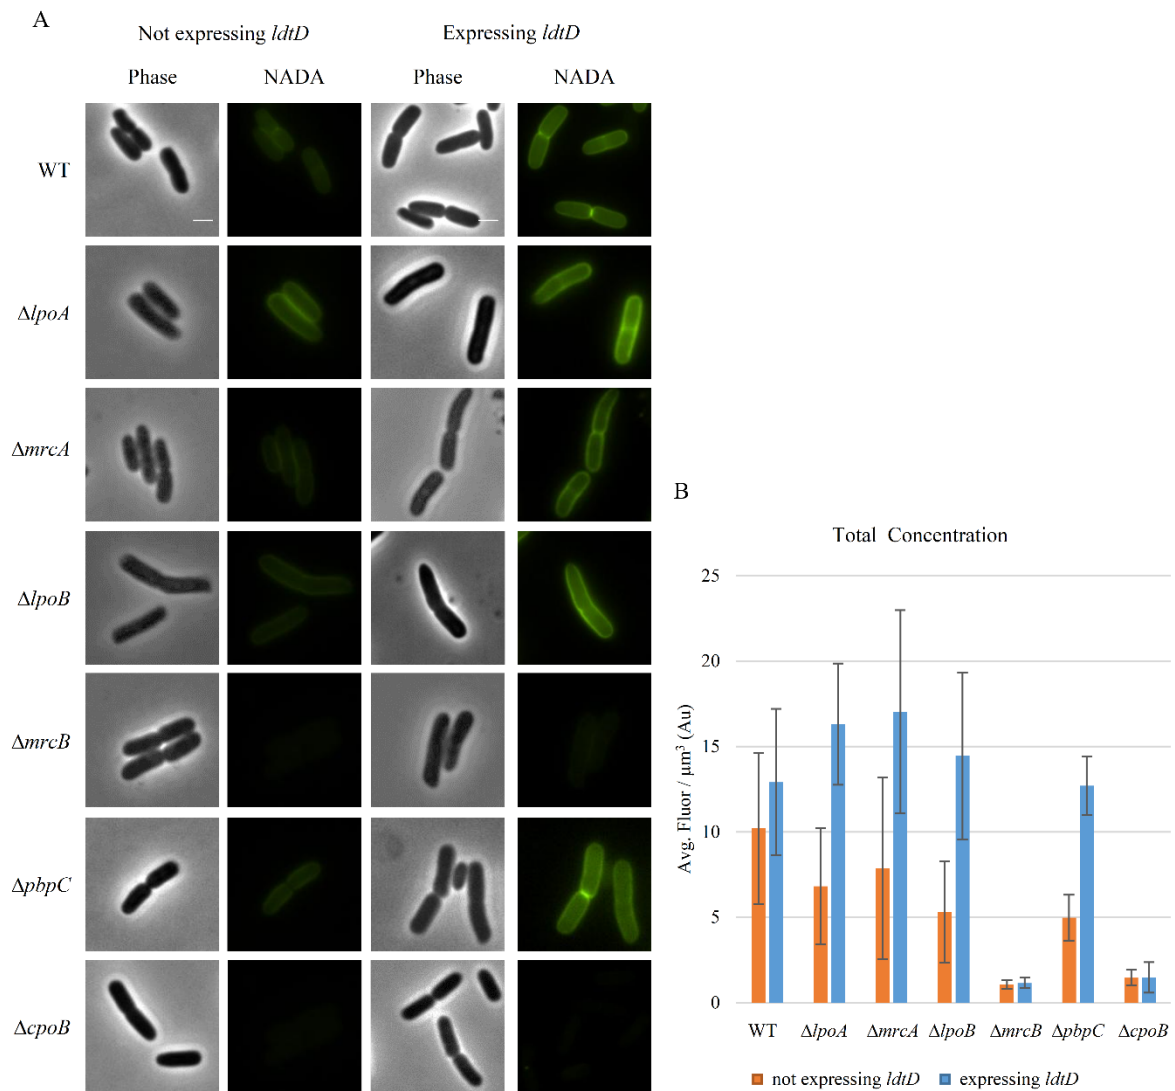 A
Not expressing ldtD Expressing ldtD
Phase NADA Phase NADA
WT
ΔlpoA
ΔmrcA
ΔlpoB
ΔmrcB
ΔpbpC
ΔcpoB
B
Total Concentration
Avg. Fluor / µm³ (Au)
25
20
15
10
5
0
WT ΔlpoA ΔmrcA ΔlpoB ΔmrcB ΔpbpC ΔcpoB
not expressing ldtD expressing ldtD